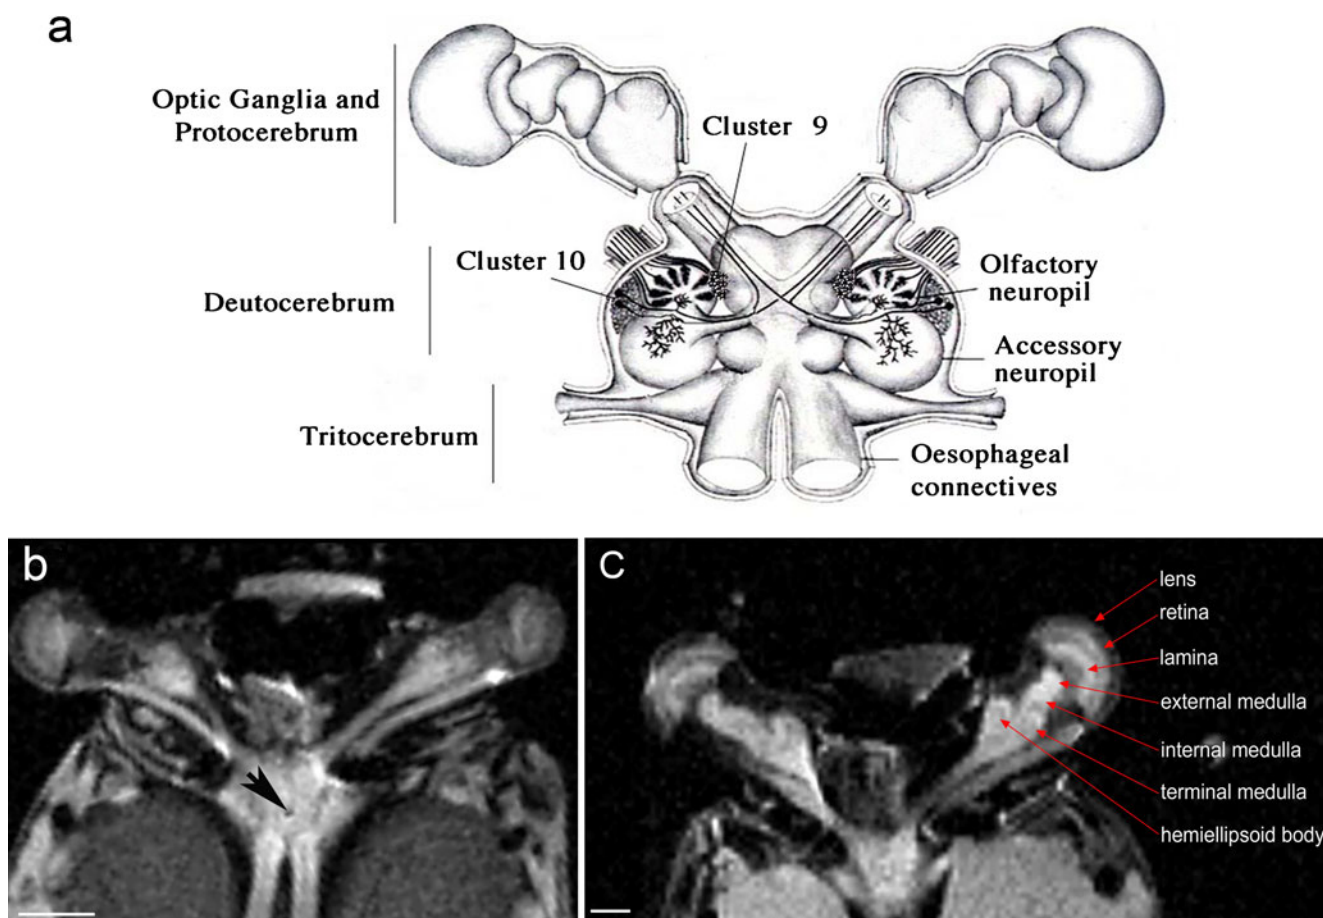 a
Optic Ganglia and
Protocerebrum
Cluster 9
Cluster 10
Deutocerebrum
Olfactory
neuropil
Accessory
neuropil
Tritocerebrum
Oesophageal
connectives
b
c
lens
retina
lamina
external medulla
internal medulla
terminal medulla
hemiellipsoid body